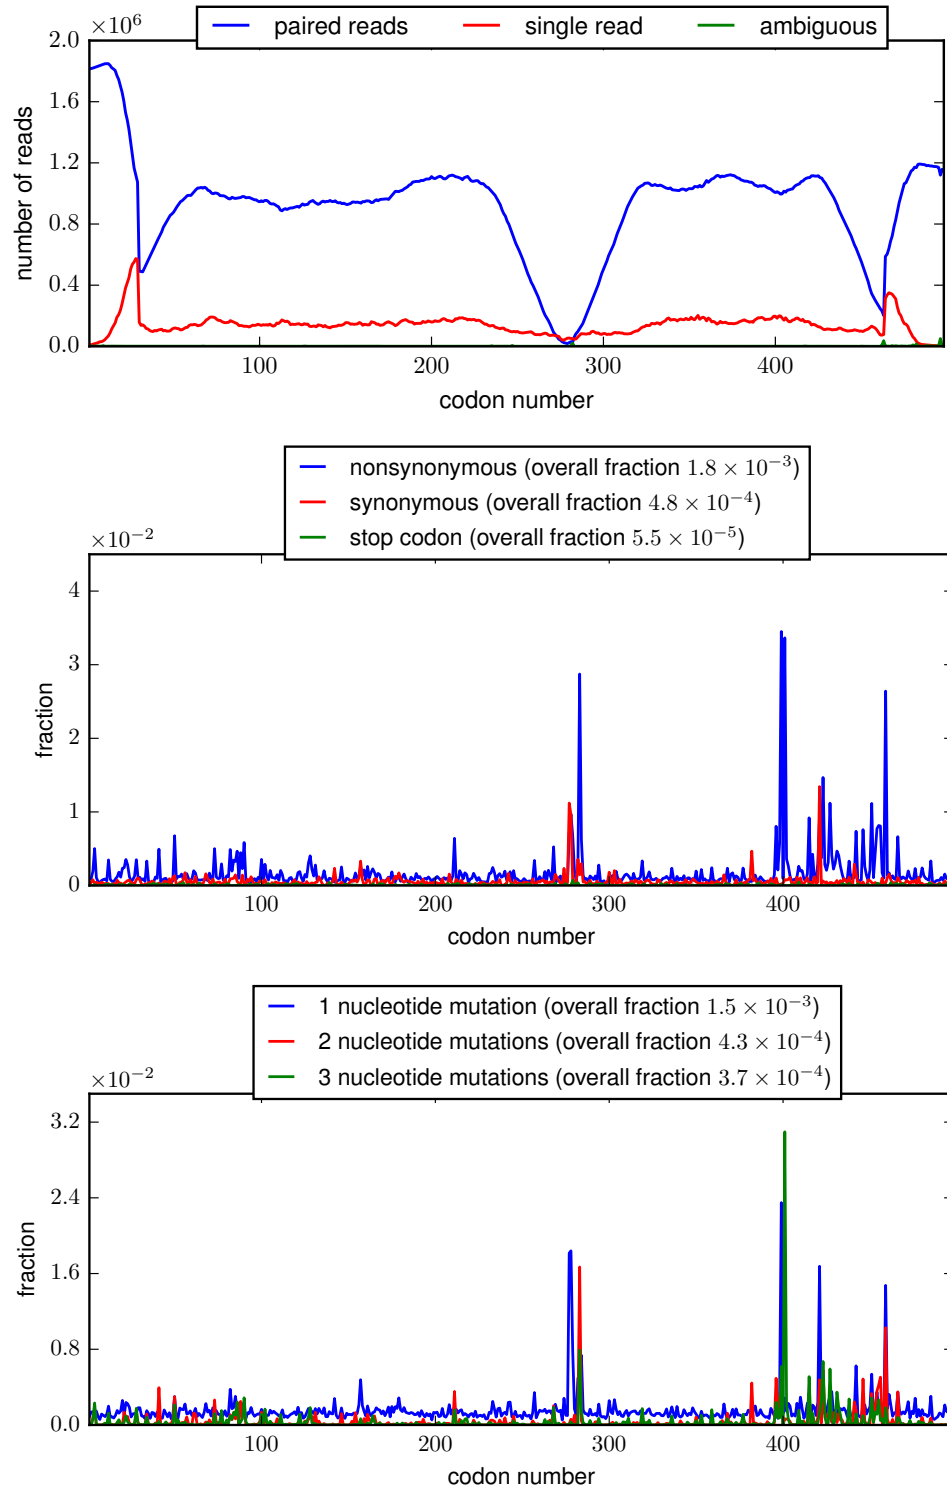 paired reads single read ambiguous
×10⁶
2.0
1.6
1.2
0.8
0.4
0.0
number of reads
100 200 300 400
codon number
nonsynonymous (overall fraction 1.8 × 10⁻³)
synonymous (overall fraction 4.8 × 10⁻⁴)
stop codon (overall fraction 5.5 × 10⁻⁵)
×10⁻²
4
3
2
1
0
fraction
100 200 300 400
codon number
1 nucleotide mutation (overall fraction 1.5 × 10⁻³)
2 nucleotide mutations (overall fraction 4.3 × 10⁻⁴)
3 nucleotide mutations (overall fraction 3.7 × 10⁻⁴)
×10⁻²
3.2
2.4
1.6
0.8
0.0
fraction
100 200 300 400
codon number